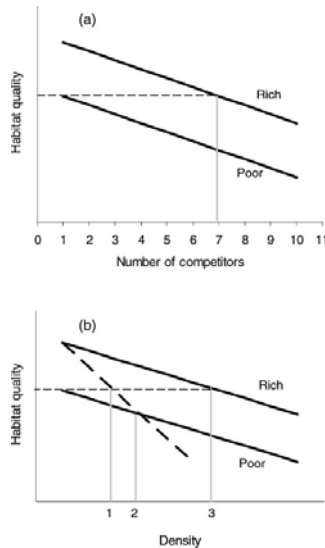 (a)
Habitat quality
Rich
Poor
0 1 2 3 4 5 6 7 8 9 10 11
Number of competitors
(b)
Habitat quality
Rich
Poor
1 2 3
Density